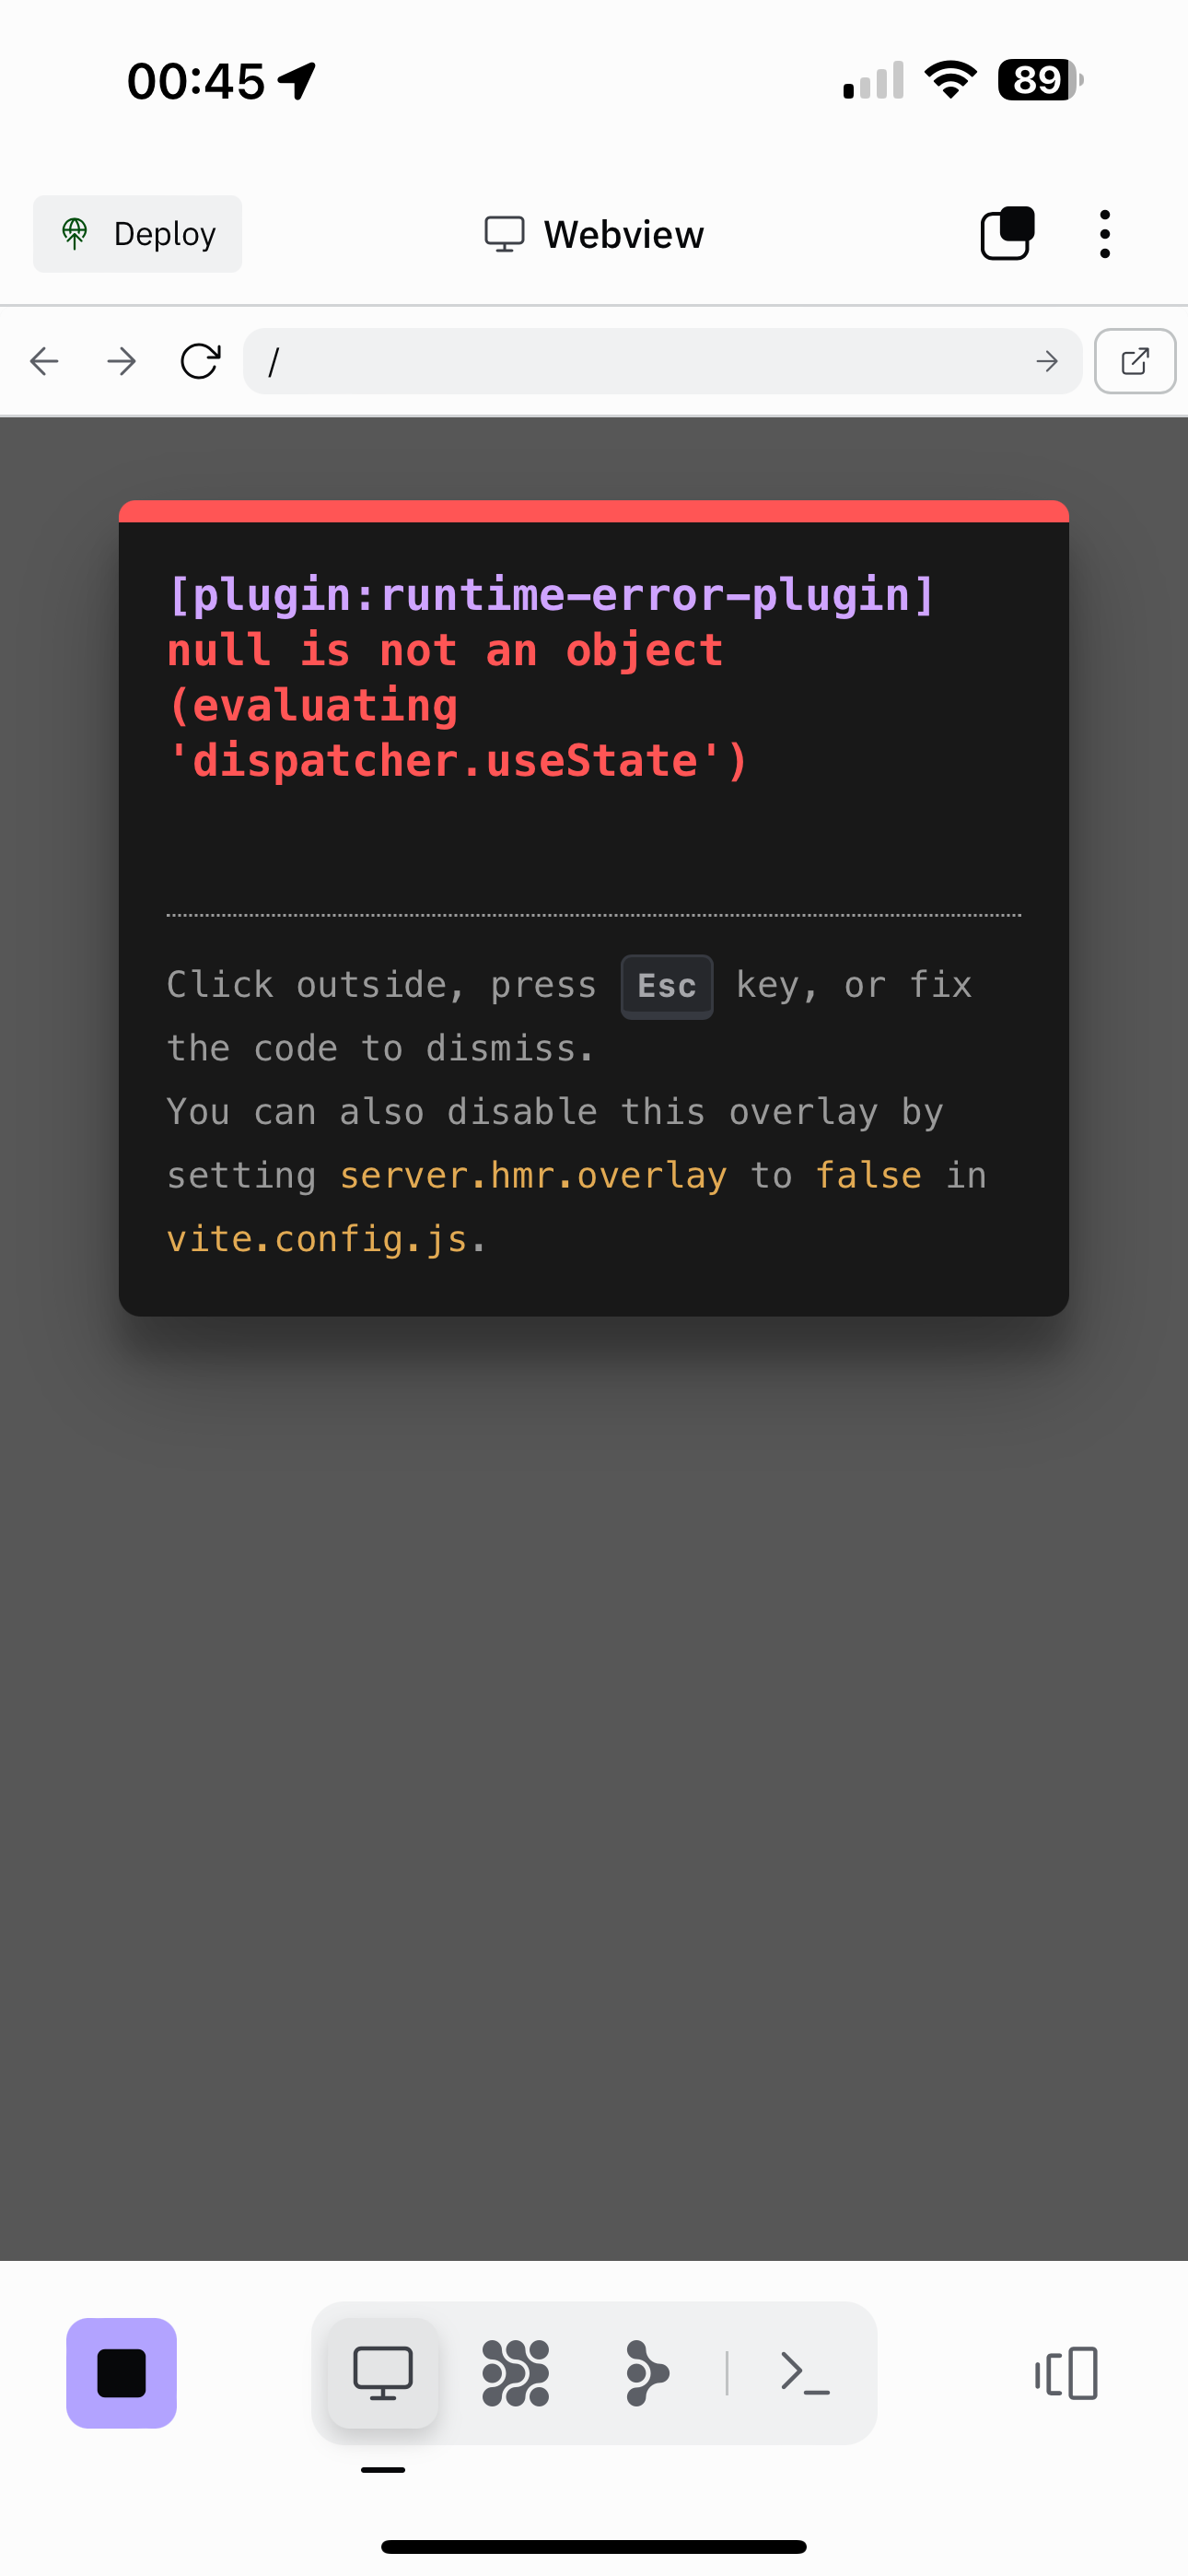 00:45
89
Deploy
Webview
/
[plugin:runtime-error-plugin]
null is not an object
(evaluating
'dispatcher.useState')
Click outside, press Esc key, or fix
the code to dismiss.
You can also disable this overlay by
setting server.hmr.overlay to false in
vite.config.js.